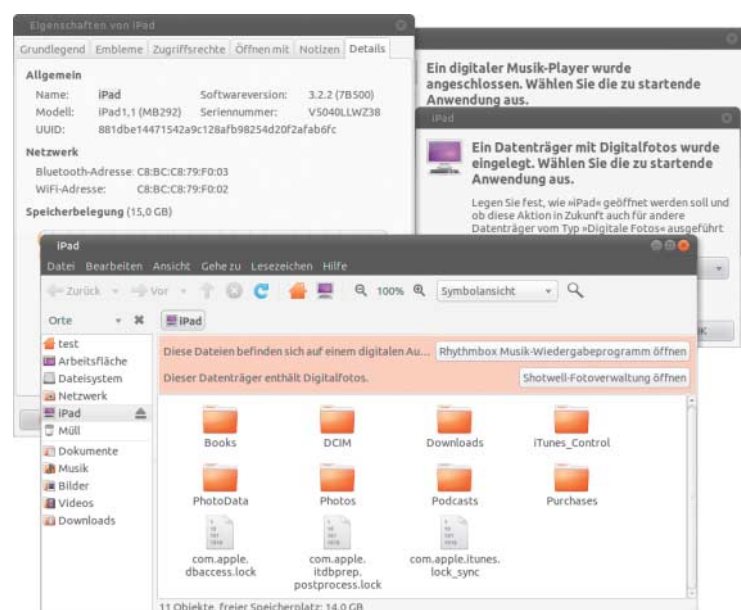 Eigenschaften von iPad
Grundlegend Embleme Zugriffsrechte Öffnen mit Notizen Details
Allgemein
Name: iPad Softwareversion: 3.2.2 (7B500)
Modell: iPad1,1 (MB292) Seriennummer: V5040LLWZ38
UUID: 881dbe14471542a9c128afb98254d20f2afab6fc
Netzwerk
Bluetooth-Adresse: C8:BC:C8:79:F0:03
WiFi-Adresse: C8:BC:C8:79:F0:02
Speicherbelegung (15,0 GB)
Ein digitaler Musik-Player wurde
angeschlossen. Wählen Sie die zu startende
Anwendung aus.
iPad
Ein Datenträger mit Digitalfotos wurde
eingelegt. Wählen Sie die zu startende
Anwendung aus.
Legen Sie fest, wie »iPad« geöffnet werden soll und
ob diese Aktion in Zukunft auch für andere
Datenträger vom Typ »Digitale Fotos« ausgeführt
iPad
Datei Bearbeiten Ansicht Gehe zu Lesezeichen Hilfe
Zurück Vor 100% Symbolansicht
Orte iPad
test
Arbeitsfläche
Dateisystem
Netzwerk
iPad
Müll
Dokumente
Musik
Bilder
Videos
Downloads
Diese Dateien befinden sich auf einem digitalen Au... Rhythmbox Musik-Wiedergabeprogramm öffnen
Dieser Datenträger enthält Digitalfotos. Shotwell-Fotoverwaltung öffnen
Books DCIM Downloads iTunes_Control
PhotoData Photos Podcasts Purchases
com.apple. com.apple. com.apple.itunes.
dbaccess.lock itdbprep. lock_sync
postprocess.lock
11 Objekte, freier Speicherplatz: 14,0 GB